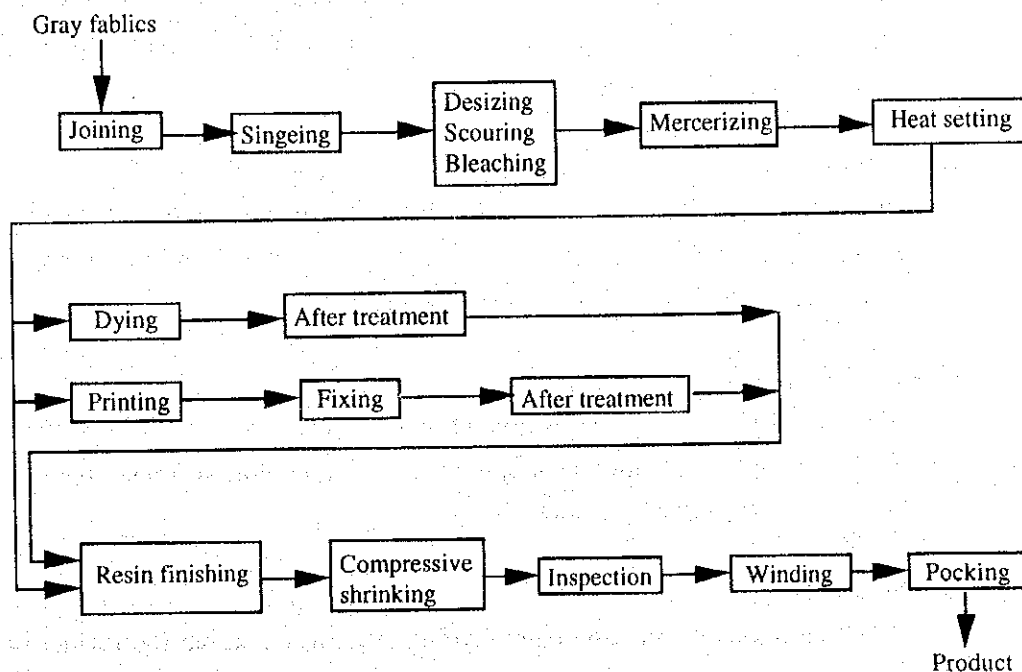 Gray fablics
Joining
Singeing
Desizing
Scouring
Bleaching
Mercerizing
Heat setting
Dying
After treatment
Printing
Fixing
After treatment
Resin finishing
Compressive
shrinking
Inspection
Winding
Pocking
Product